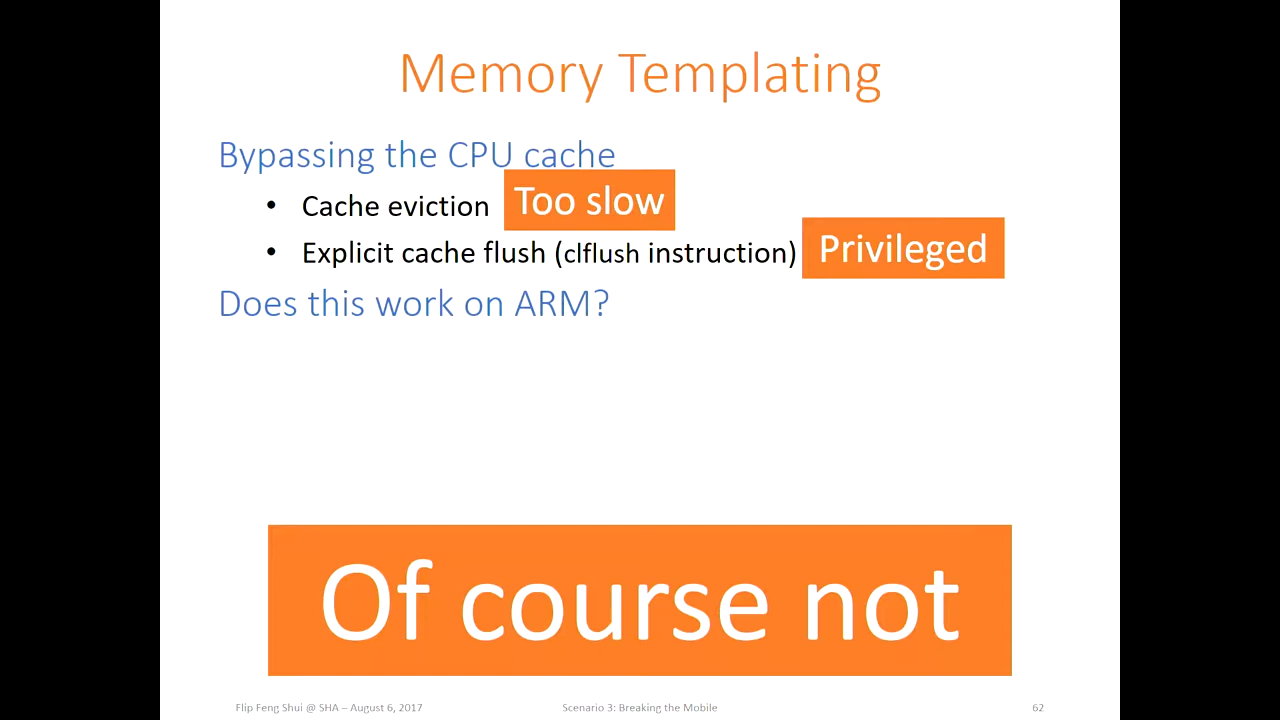 Memory Templating
Bypassing the CPU cache
• Cache eviction Too slow
• Explicit cache flush (clflush instruction) Privileged
Does this work on ARM?
Of course not
Flip Feng Shui @ SHA – August 6, 2017 Scenario 3: Breaking the Mobile 62